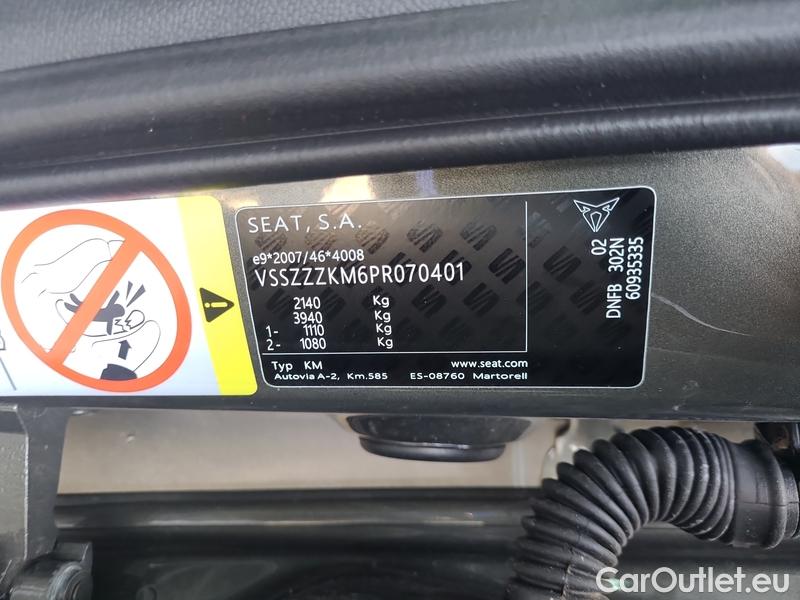 SEAT, S.A.
e9*2007/46*4008
VSSZZZKM6PR070401
2140 Kg
3940 Kg
1- 1110 Kg
2- 1080 Kg
Typ KM www.seat.com
Autovia A-2, Km.585 ES-08760 Martorell
02
DNFB 302N
60935335
CarOutlet.eu